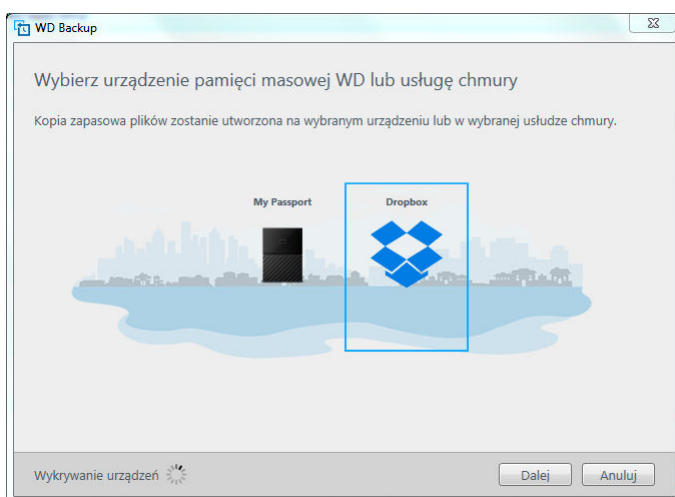 WD Backup
Wybierz urządzenie pamięci masowej WD lub usługę chmury
Kopia zapasowa plików zostanie utworzona na wybranym urządzeniu lub w wybranej usłudze chmury.
My Passport Dropbox
Wykrywanie urządzeń Dalej Anuluj